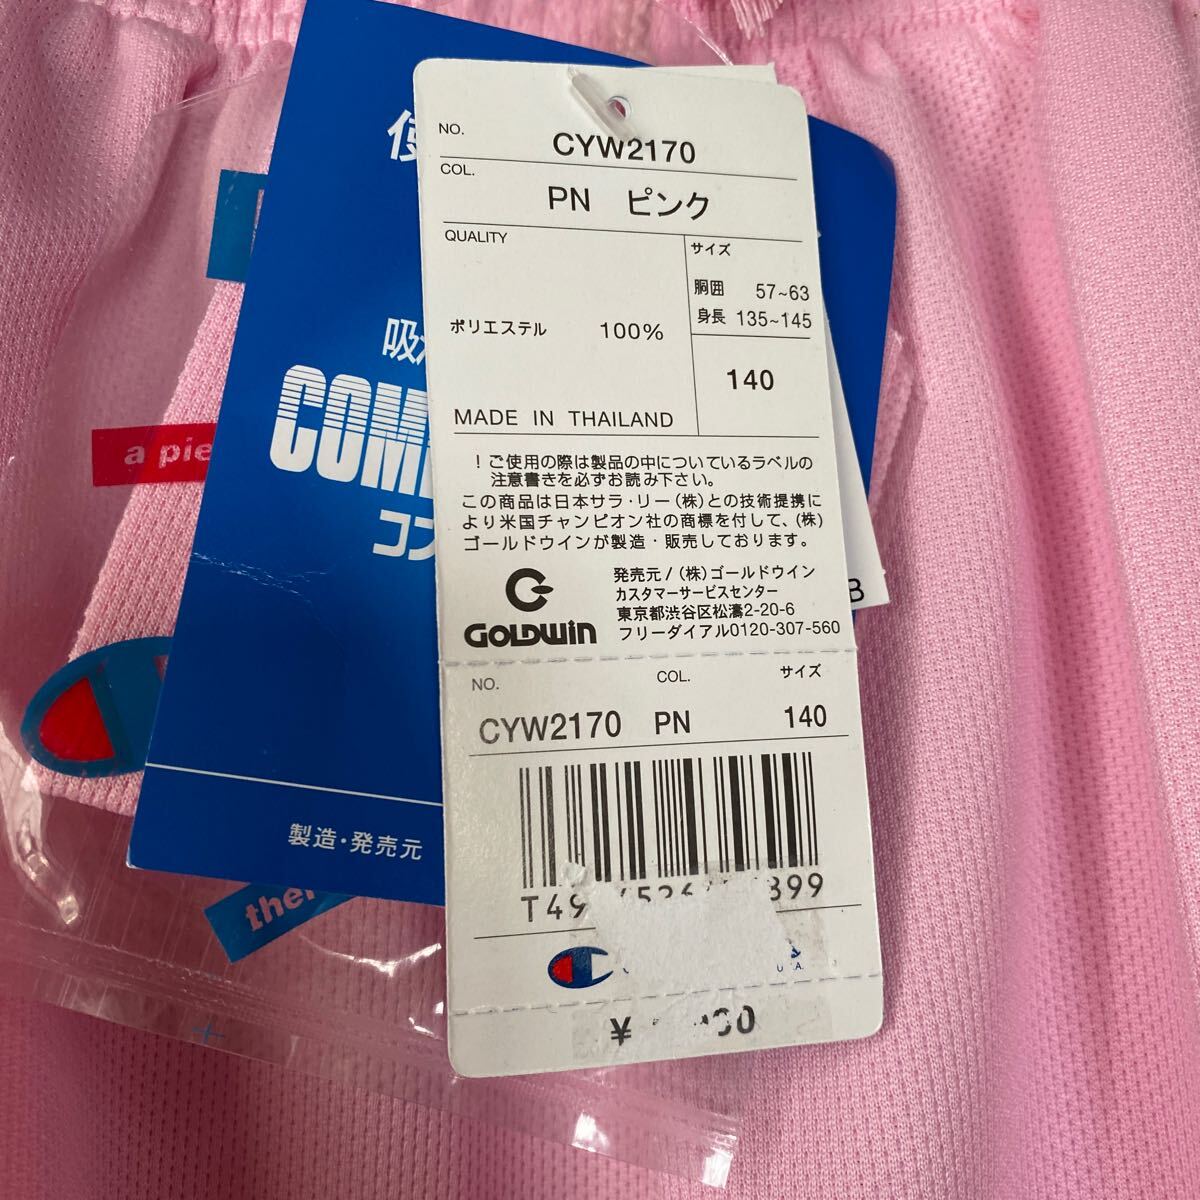 NO.
CYW2170
COL.
PN ピンク
QUALITY
サイズ
胴囲 57~63
身長 135~145
ポリエステル 100%
140
MADE IN THAILAND
!ご使用の際は製品の中についているラベルの
注意書きを必ずお読み下さい。
この商品は日本サラ・リー(株)との技術提携に
より米国チャンピオン社の商標を付して、(株)
ゴールドウインが製造・販売しております。
GOLDWIN
発売元/(株)ゴールドウイン
カスタマーサービスセンター
東京都渋谷区松濤2-20-6
フリーダイアル0120-307-560
NO. COL. サイズ
CYW2170 PN 140
T49
899
U.S.A.
¥
製造・発売元
a
B